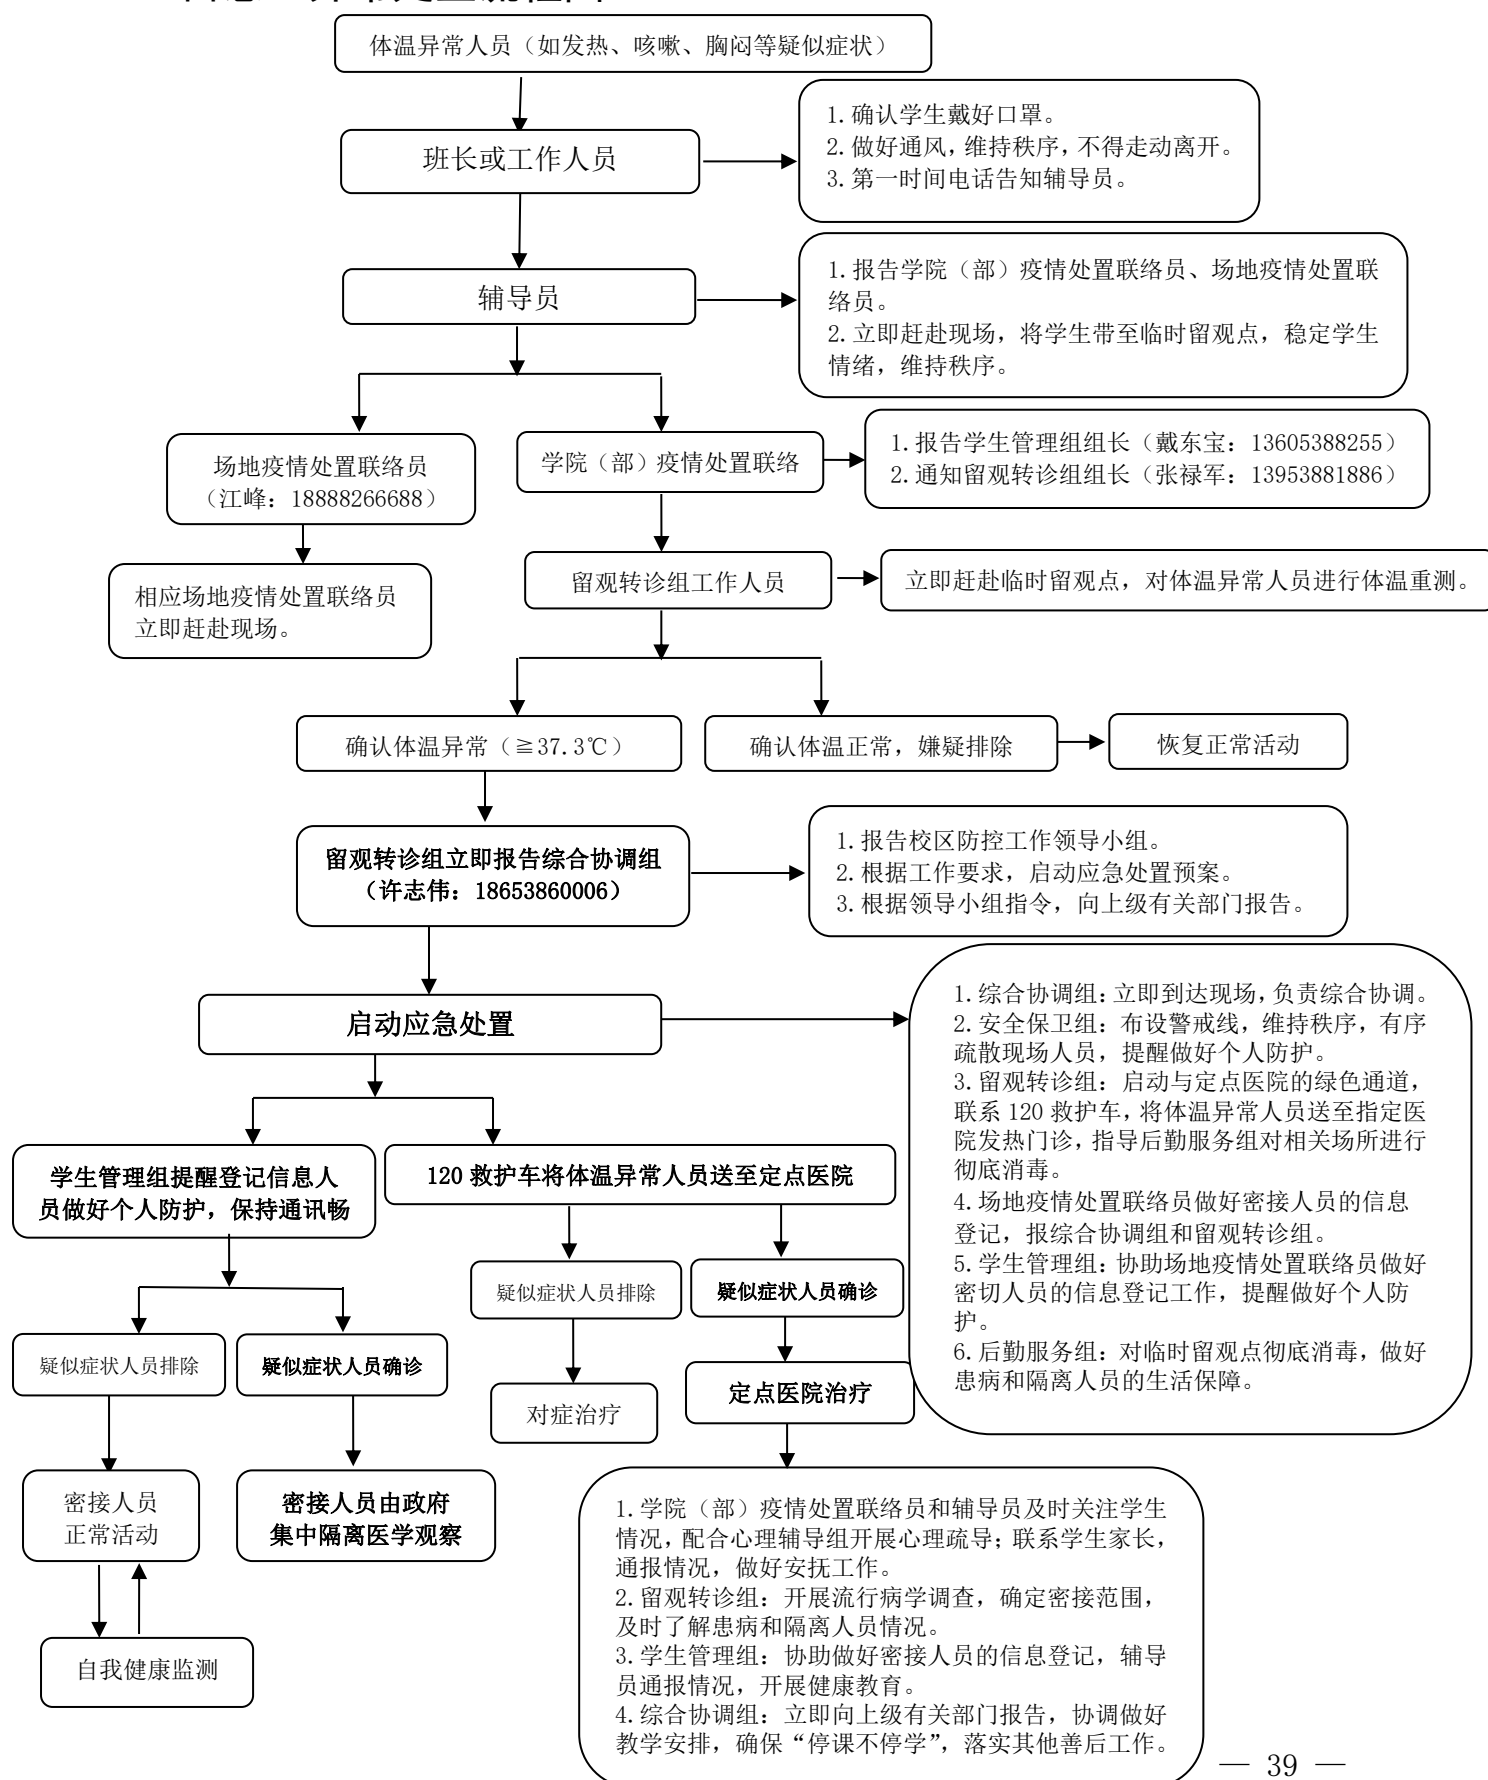 体温异常人员（如发热、咳嗽、胸闷等疑似症状）
班长或工作人员
1.确认学生戴好口罩。
2.做好通风，维持秩序，不得走动离开。
3.第一时间电话告知辅导员。
辅导员
1.报告学院（部）疫情处置联络员、场地疫情处置联
络员。
2.立即赶赴现场，将学生带至临时留观点，稳定学生
情绪，维持秩序。
场地疫情处置联络员
（江峰：18888266688）
学院（部）疫情处置联络
1.报告学生管理组组长（戴东宝：13605388255）
2.通知留观转诊组组长（张禄军：13953881886）
相应场地疫情处置联络员
立即赶赴现场。
留观转诊组工作人员
立即赶赴临时留观点，对体温异常人员进行体温重测。
确认体温异常（≧37.3℃）
确认体温正常，嫌疑排除
恢复正常活动
留观转诊组立即报告综合协调组
（许志伟：18653860006）
1.报告校区防控工作领导小组。
2.根据工作要求，启动应急处置预案。
3.根据领导小组指令，向上级有关部门报告。
启动应急处置
1.综合协调组：立即到达现场，负责综合协调。
2.安全保卫组：布设警戒线，维持秩序，有序
疏散现场人员，提醒做好个人防护。
3.留观转诊组：启动与定点医院的绿色通道，
联系 120 救护车，将体温异常人员送至指定医
院发热门诊，指导后勤服务组对相关场所进行
彻底消毒。
4.场地疫情处置联络员做好密接人员的信息
登记，报综合协调组和留观转诊组。
5.学生管理组：协助场地疫情处置联络员做好
密切人员的信息登记工作，提醒做好个人防
护。
6.后勤服务组：对临时留观点彻底消毒，做好
患病和隔离人员的生活保障。
学生管理组提醒登记信息人
员做好个人防护，保持通讯畅
120 救护车将体温异常人员送至定点医院
疑似症状人员排除
疑似症状人员确诊
疑似症状人员排除
疑似症状人员确诊
对症治疗
定点医院治疗
密接人员
正常活动
密接人员由政府
集中隔离医学观察
自我健康监测
1.学院（部）疫情处置联络员和辅导员及时关注学生
情况，配合心理辅导组开展心理疏导；联系学生家长，
通报情况，做好安抚工作。
2.留观转诊组：开展流行病学调查，确定密接范围，
及时了解患病和隔离人员情况。
3.学生管理组：协助做好密接人员的信息登记，辅导
员通报情况，开展健康教育。
4.综合协调组：立即向上级有关部门报告，协调做好
教学安排，确保“停课不停学”，落实其他善后工作。
— 39 —